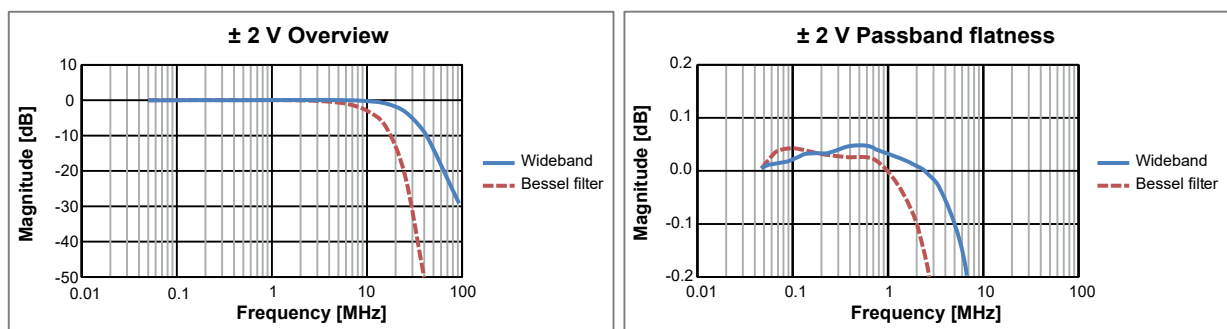 ± 2 V Overview
Magnitude [dB]
10
0
-10
-20
-30
-40
-50
0.01 0.1 1 10 100
Frequency [MHz]
Wideband
Bessel filter
± 2 V Passband flatness
Magnitude [dB]
0.2
0.1
0.0
-0.1
-0.2
0.01 0.1 1 10 100
Frequency [MHz]
Wideband
Bessel filter